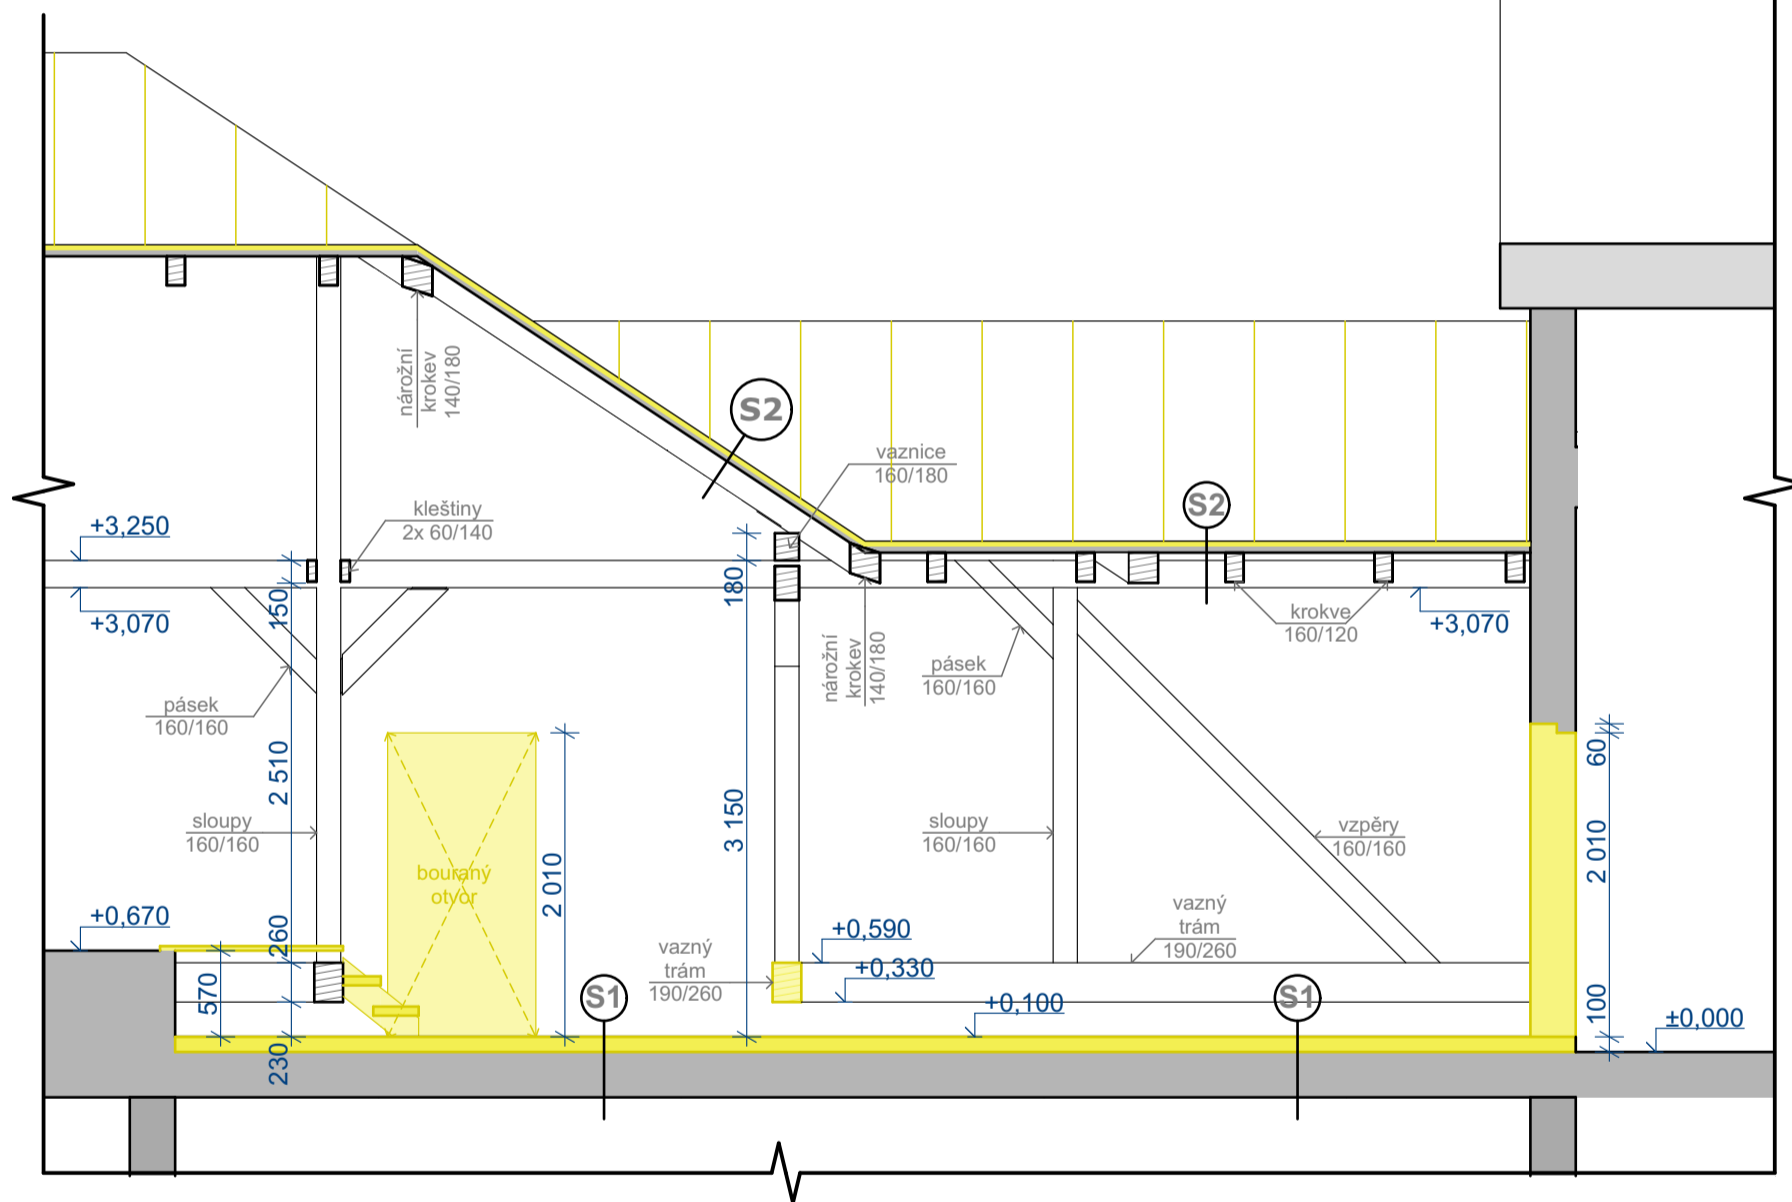 nárožní
krokev
140/180
S2
vaznice
160/180
kleštiny
2x 60/140
+3,250
+3,070
150
180
S2
krokve
160/120
+3,070
nárožní
krokev
140/180
pásek
160/160
pásek
160/160
2 510
3 150
60
sloupy
160/160
bouraný
otvor
2 010
sloupy
160/160
vzpěry
160/160
2 010
+0,670
260
570
230
vazný
trám
190/260
+0,590
+0,330
+0,100
vazný
trám
190/260
S1
S1
100
±0,000